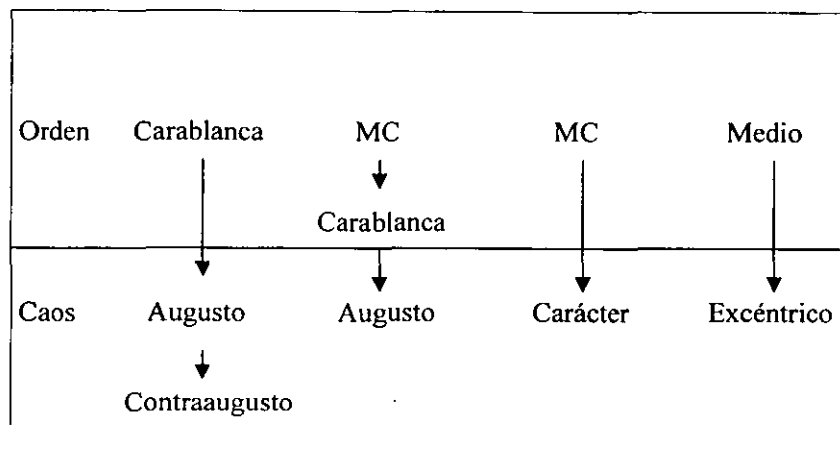 Orden Carablanca MC MC Medio
Carablanca
Caos Augusto Augusto Carácter Excéntrico
Contraaugusto